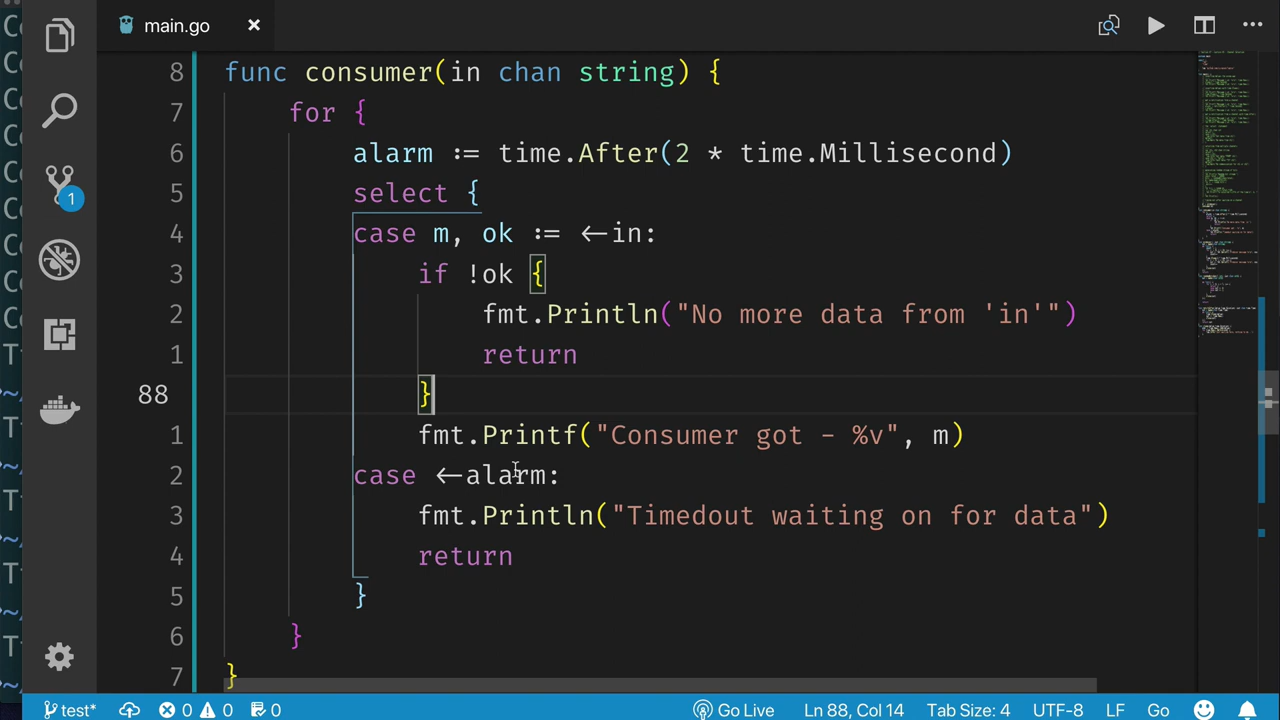 main.go
8 func consumer(in chan string) {
7 for {
6 alarm := time.After(2 * time.Millisecond)
5 select {
4 case m, ok := <-in:
3 if !ok {
2 fmt.Println("No more data from 'in'")
1 return
88 }
1 fmt.Printf("Consumer got - %v", m)
2 case <-alarm:
3 fmt.Println("Timedout waiting on for data")
4 return
5 }
6 }
7 }
1
test* 0 0 0 Go Live Ln 88, Col 14 Tab Size: 4 UTF-8 LF Go